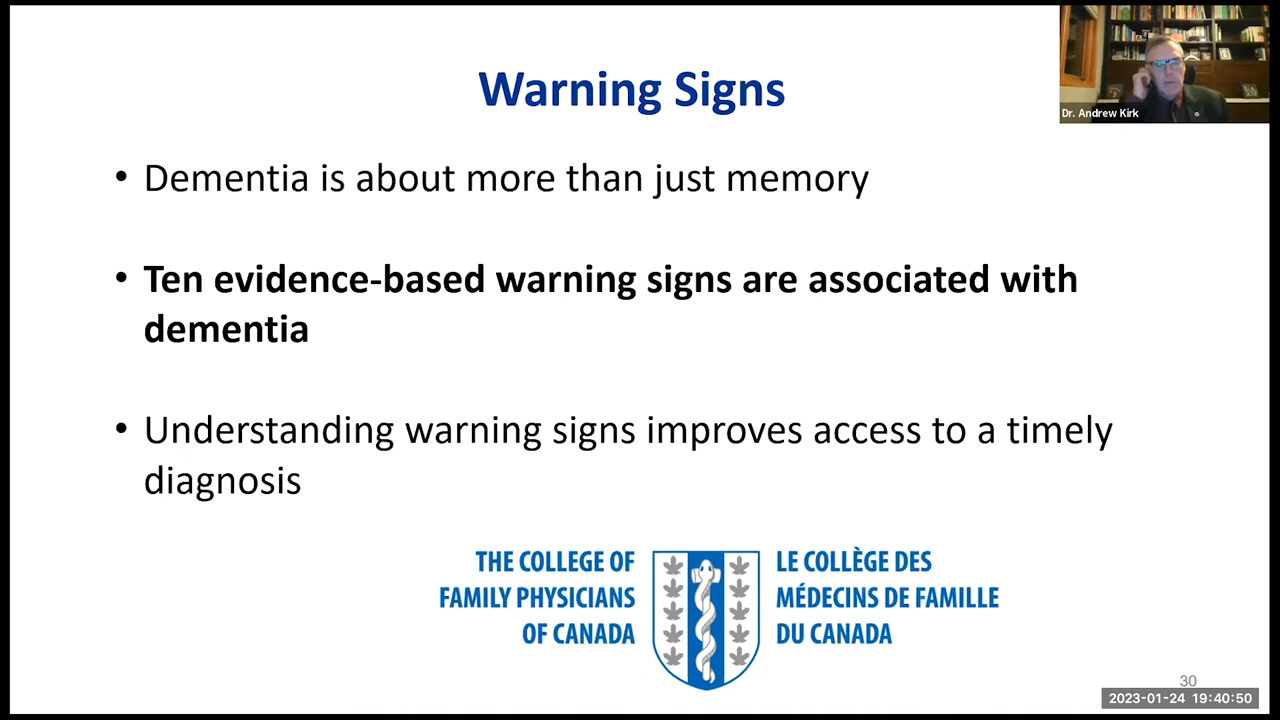 Warning Signs
Dr. Andrew Kirk
• Dementia is about more than just memory
• Ten evidence-based warning signs are associated with
dementia
• Understanding warning signs improves access to a timely
diagnosis
THE COLLEGE OF
FAMILY PHYSICIANS
OF CANADA
LE COLLÈGE DES
MÉDECINS DE FAMILLE
DU CANADA
30
2023-01-24 19:40:50